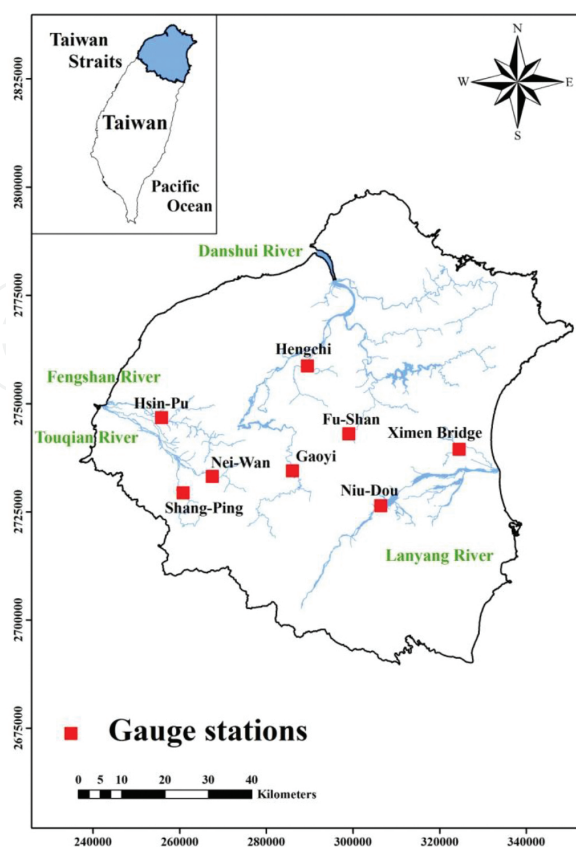 Taiwan
Straits
Taiwan
Pacific
Ocean
N
W
E
S
Danshui River
Hengchi
Fengshan River
Hsin-Pu
Touqian River
Fu-Shan
Ximen Bridge
Nei-Wan
Gaoyi
Shang-Ping
Niu-Dou
Lanyang River
Gauge stations
0 5 10 20 30 40
Kilometers
2825000
2800000
2775000
2750000
2725000
2700000
2675000
240000 260000 280000 300000 320000 340000